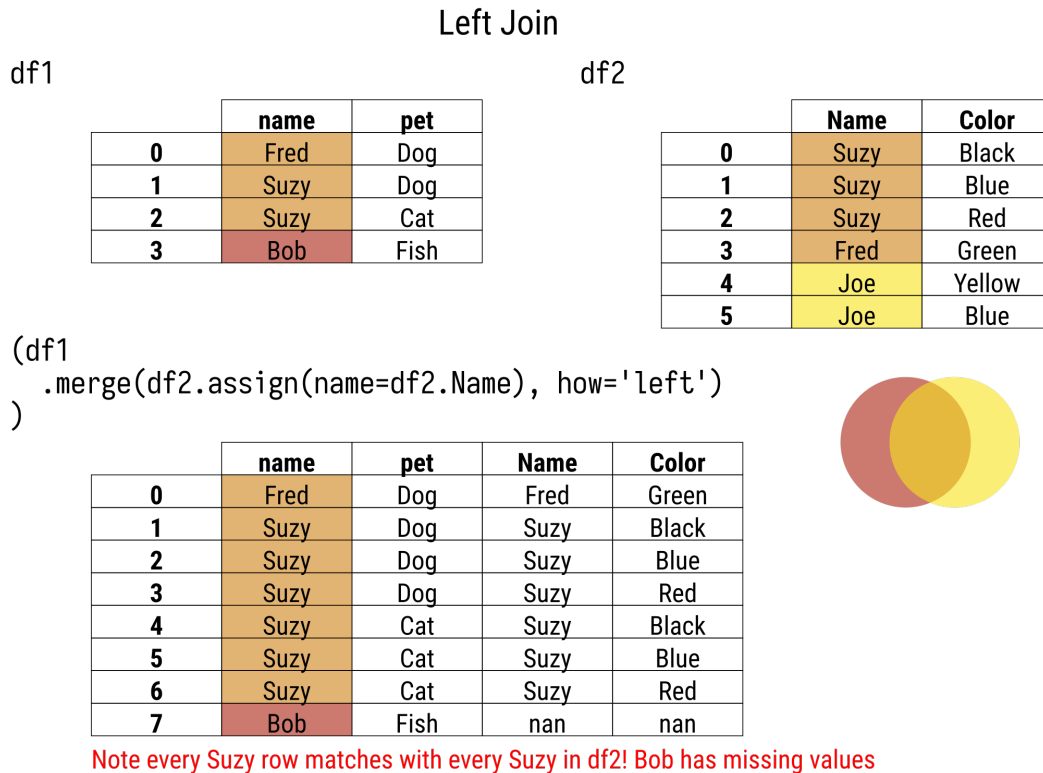 Left Join
df1
df2
name pet
0 Fred Dog
1 Suzy Dog
2 Suzy Cat
3 Bob Fish
Name Color
0 Suzy Black
1 Suzy Blue
2 Suzy Red
3 Fred Green
4 Joe Yellow
5 Joe Blue
(df1
.merge(df2.assign(name=df2.Name), how='left')
)
name pet Name Color
0 Fred Dog Fred Green
1 Suzy Dog Suzy Black
2 Suzy Dog Suzy Blue
3 Suzy Dog Suzy Red
4 Suzy Cat Suzy Black
5 Suzy Cat Suzy Blue
6 Suzy Cat Suzy Red
7 Bob Fish nan nan
Note every Suzy row matches with every Suzy in df2! Bob has missing values